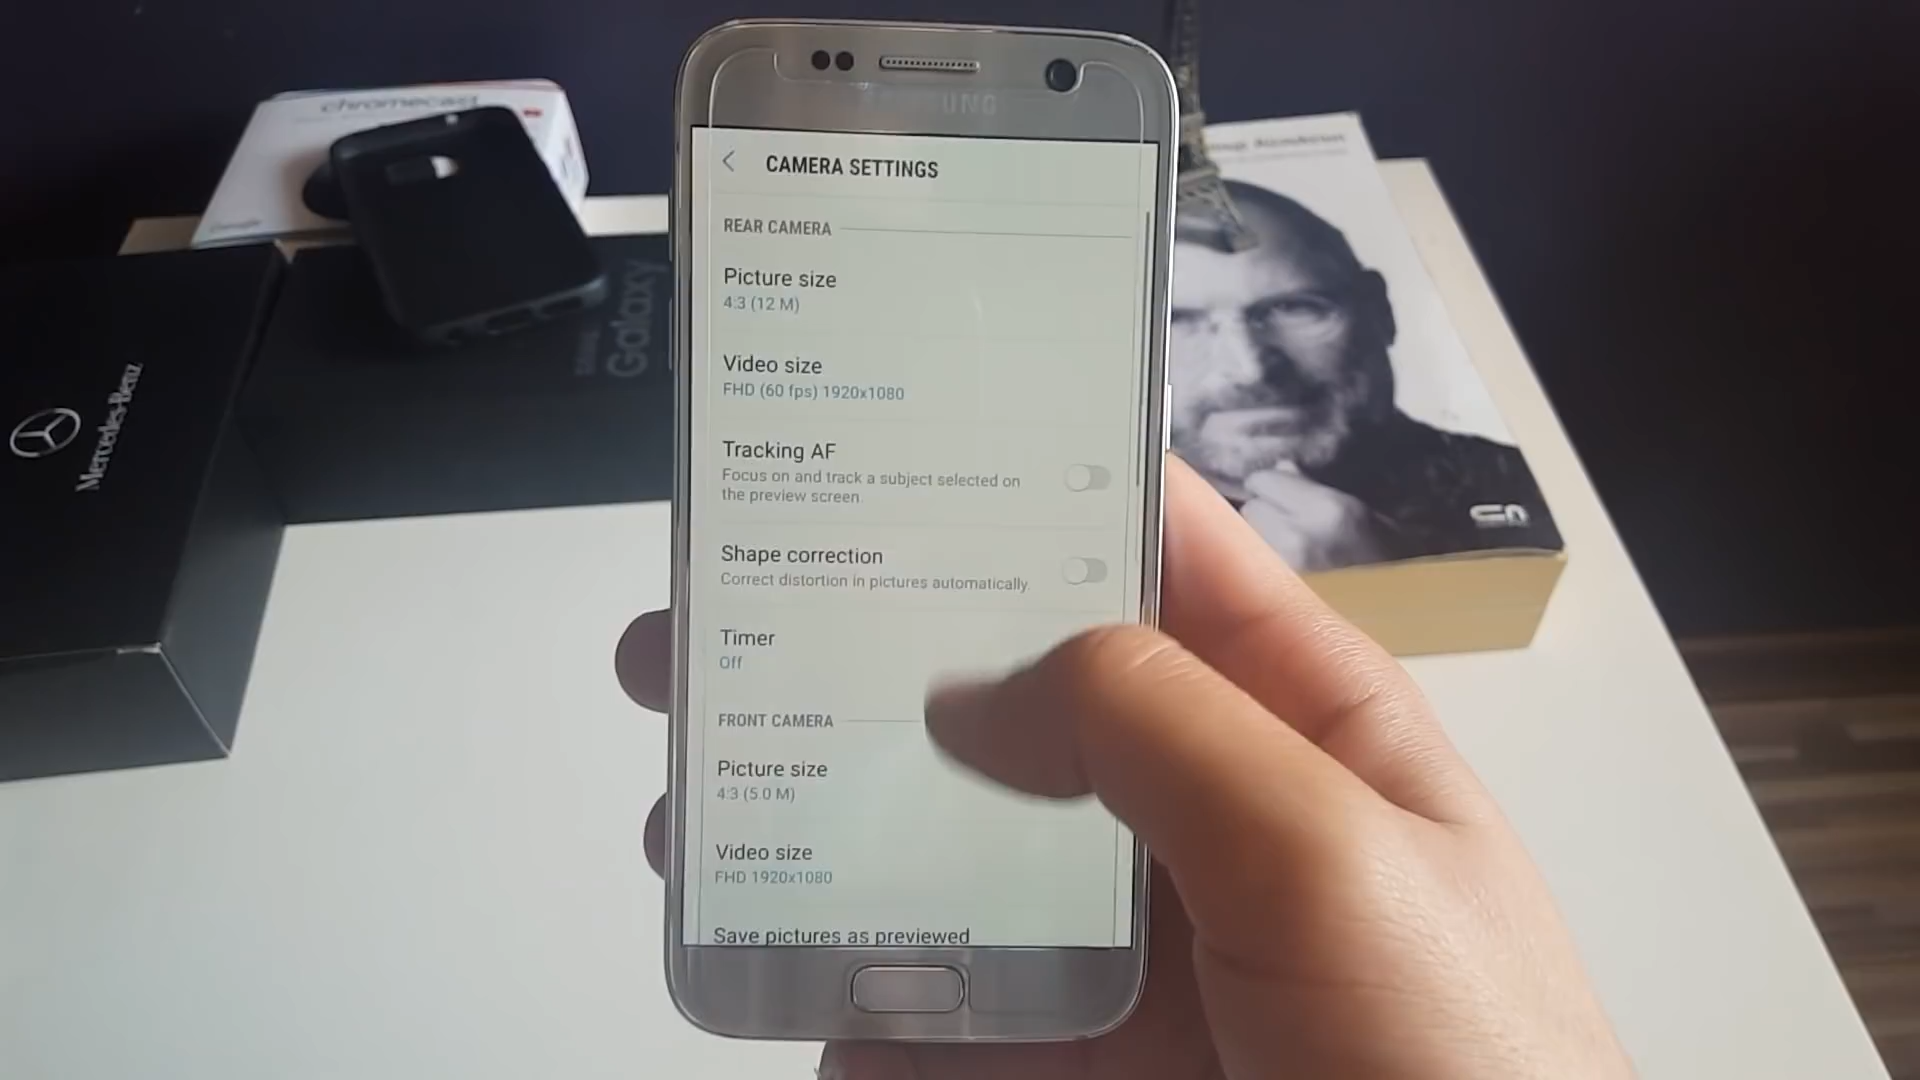 chromecast
SAMSUNG
CAMERA SETTINGS
REAR CAMERA
Picture size
4:3 (12 M)
Video size
FHD (60 fps) 1920x1080
Tracking AF
Focus on and track a subject selected on
the preview screen.
Shape correction
Correct distortion in pictures automatically.
Timer
Off
FRONT CAMERA
Picture size
4:3 (5.0 M)
Video size
FHD 1920x1080
Save pictures as previewed
Galaxy
Mercedes-Benz